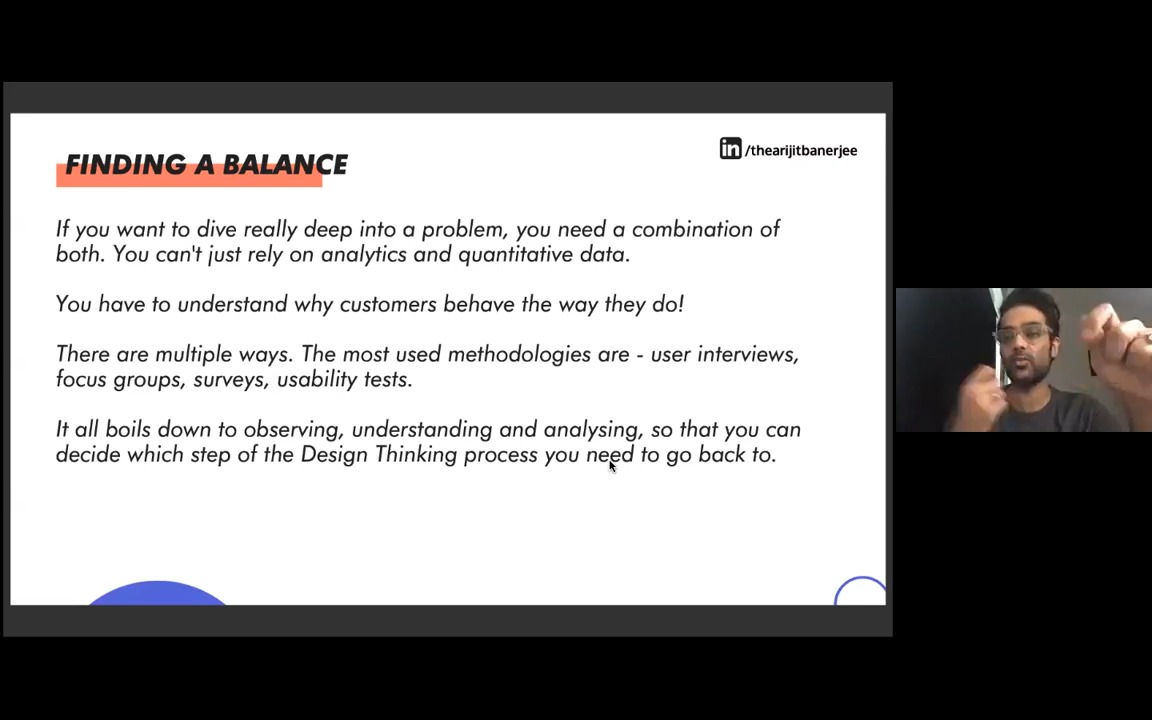 FINDING A BALANCE
in /thearijitbanerjee
If you want to dive really deep into a problem, you need a combination of
both. You can't just rely on analytics and quantitative data.
You have to understand why customers behave the way they do!
There are multiple ways. The most used methodologies are - user interviews,
focus groups, surveys, usability tests.
It all boils down to observing, understanding and analysing, so that you can
decide which step of the Design Thinking process you need to go back to.